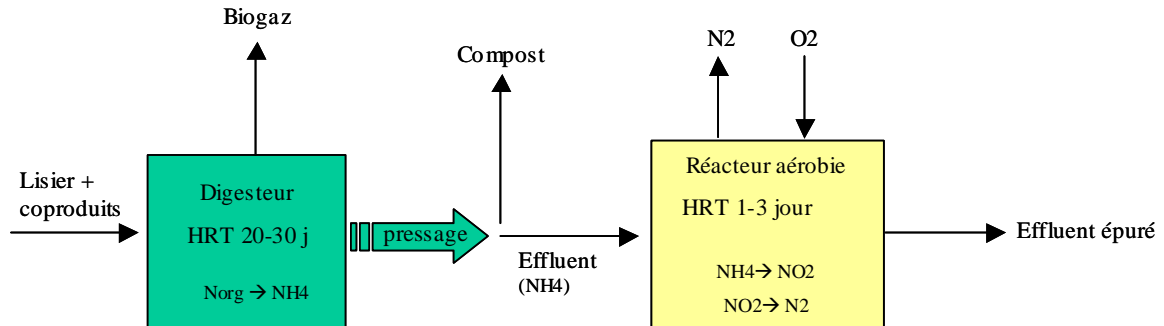 Biogaz
Compost
N2
O2
Lisier +
coproduits
Digesteur
HRT 20-30 j
Norg → NH4
pressage
Effluent
(NH4)
Réacteur aérobie
HRT 1-3 jour
NH4→ NO2
NO2→ N2
Effluent épuré